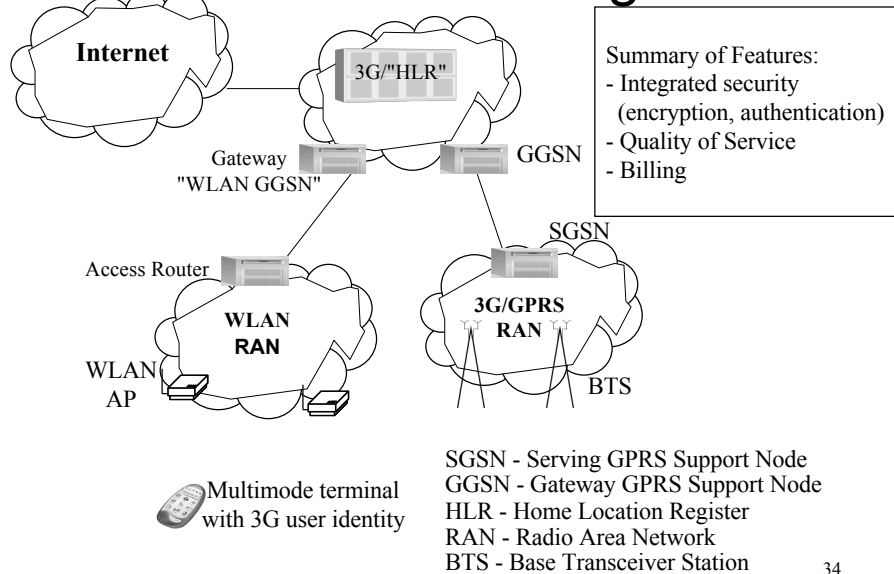 Internet
3G/"HLR"
Summary of Features:
- Integrated security
(encryption, authentication)
- Quality of Service
- Billing
Gateway
"WLAN GGSN"
GGSN
SGSN
Access Router
WLAN
RAN
3G/GPRS
RAN
WLAN
AP
BTS
Multimode terminal
with 3G user identity
SGSN - Serving GPRS Support Node
GGSN - Gateway GPRS Support Node
HLR - Home Location Register
RAN - Radio Area Network
BTS - Base Transceiver Station
34